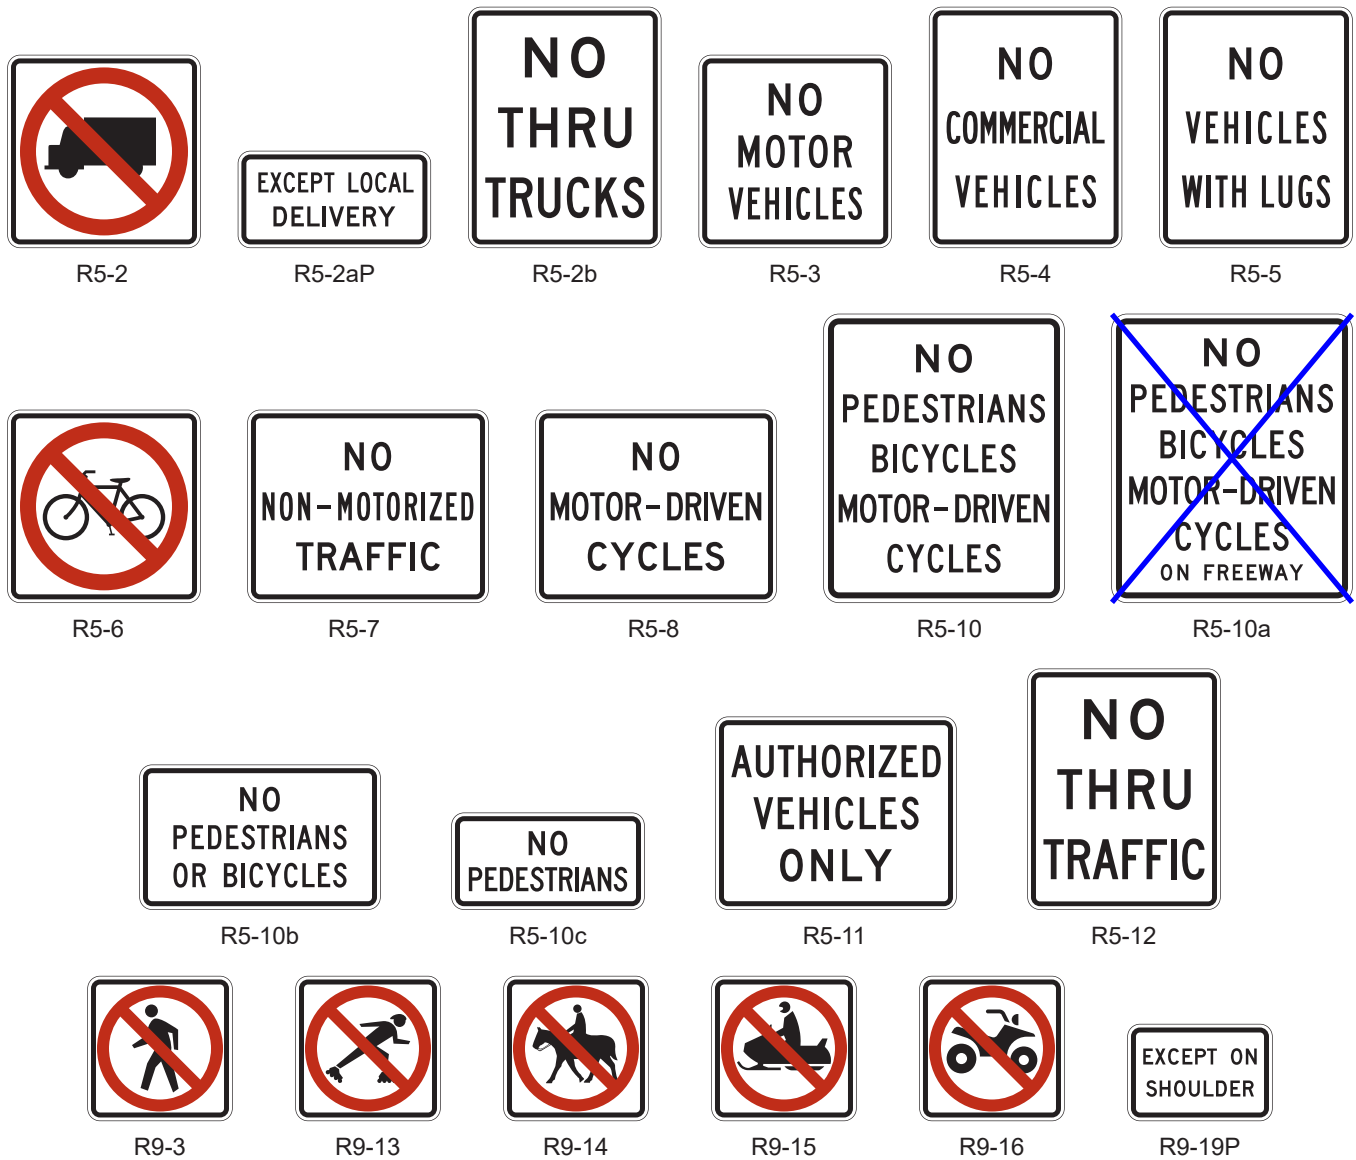 EXCEPT LOCAL
DELIVERY
NO
THRU
TRUCKS
NO
MOTOR
VEHICLES
NO
COMMERCIAL
VEHICLES
NO
VEHICLES
WITH LUGS
R5-2
R5-2aP
R5-2b
R5-3
R5-4
R5-5
NO
NON-MOTORIZED
TRAFFIC
NO
MOTOR-DRIVEN
CYCLES
NO
PEDESTRIANS
BICYCLES
MOTOR-DRIVEN
CYCLES
NO
PEDESTRIANS
BICYCLES
MOTOR-DRIVEN
CYCLES
ON FREEWAY
R5-6
R5-7
R5-8
R5-10
R5-10a
NO
PEDESTRIANS
OR BICYCLES
NO
PEDESTRIANS
AUTHORIZED
VEHICLES
ONLY
NO
THRU
TRAFFIC
R5-10b
R5-10c
R5-11
R5-12
EXCEPT ON
SHOULDER
R9-3
R9-13
R9-14
R9-15
R9-16
R9-19P